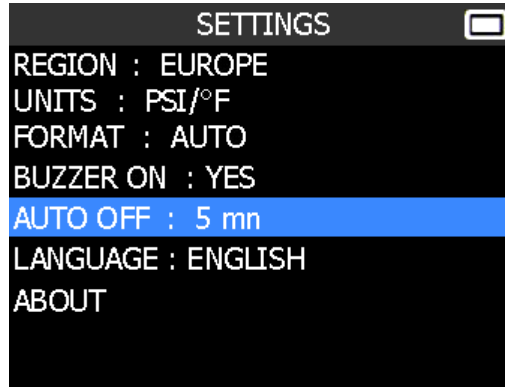 SETTINGS
REGION : EUROPE
UNITS : PSI/°F
FORMAT : AUTO
BUZZER ON : YES
AUTO OFF : 5 mn
LANGUAGE : ENGLISH
ABOUT